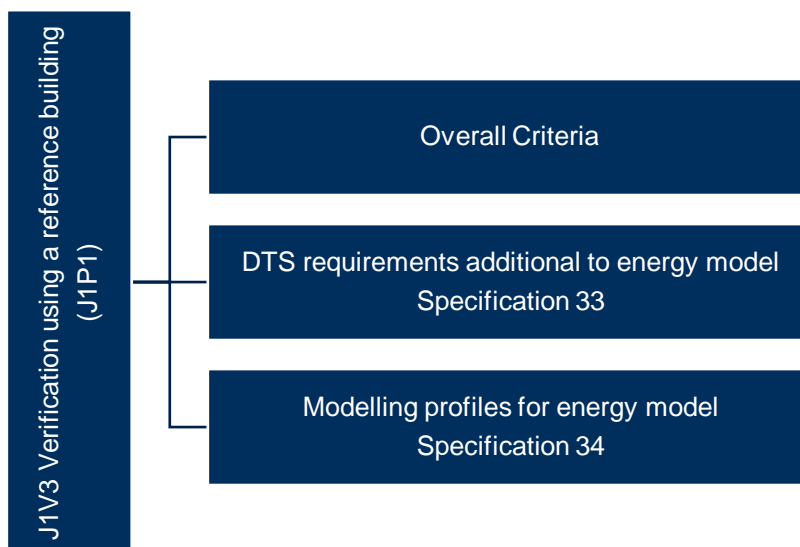 J1V3 Verification using a reference building
(J1P1)
Overall Criteria
DTS requirements additional to energy model
Specification 33
Modelling profiles for energy model
Specification 34